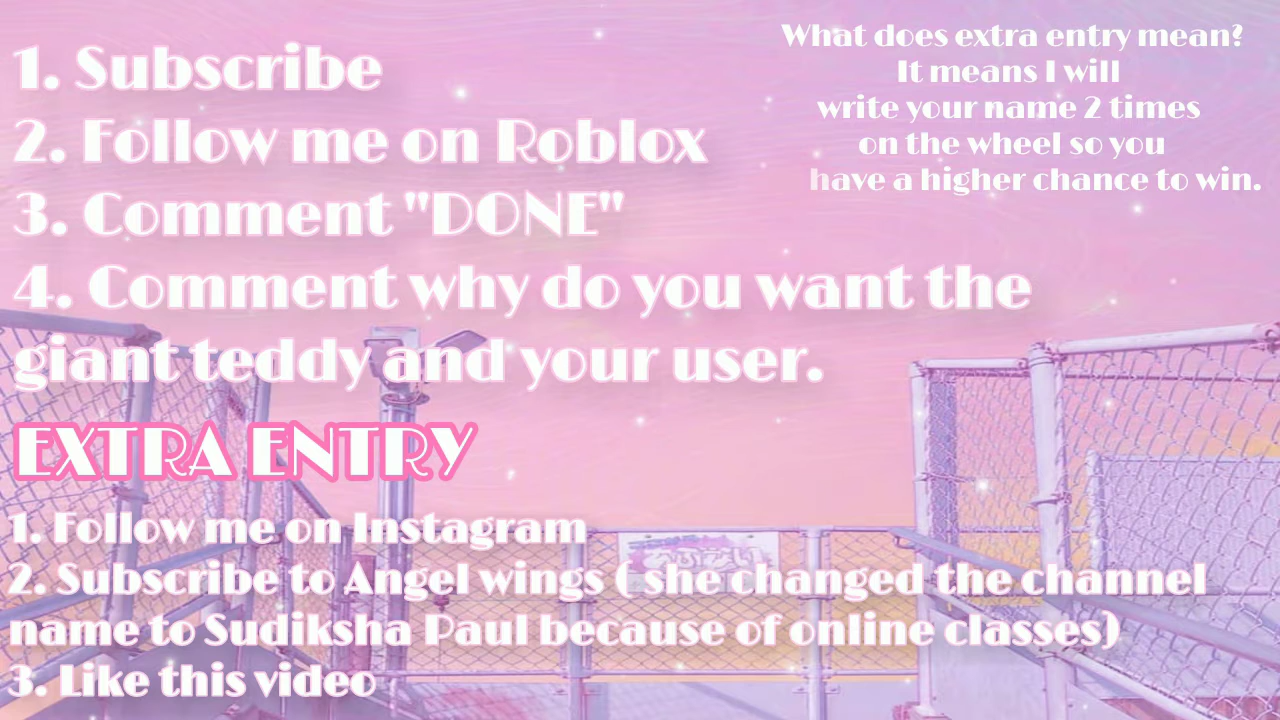 1. Subscribe
2. Follow me on Roblox
3. Comment "DONE"
4. Comment why do you want the
giant teddy and your user.
EXTRA ENTRY
1. Follow me on Instagram
2. Subscribe to Angel wings ( she changed the channel
name to Sudiksha Paul because of online classes)
3. Like this video
What does extra entry mean?
It means I will
write your name 2 times
on the wheel so you
have a higher chance to win.